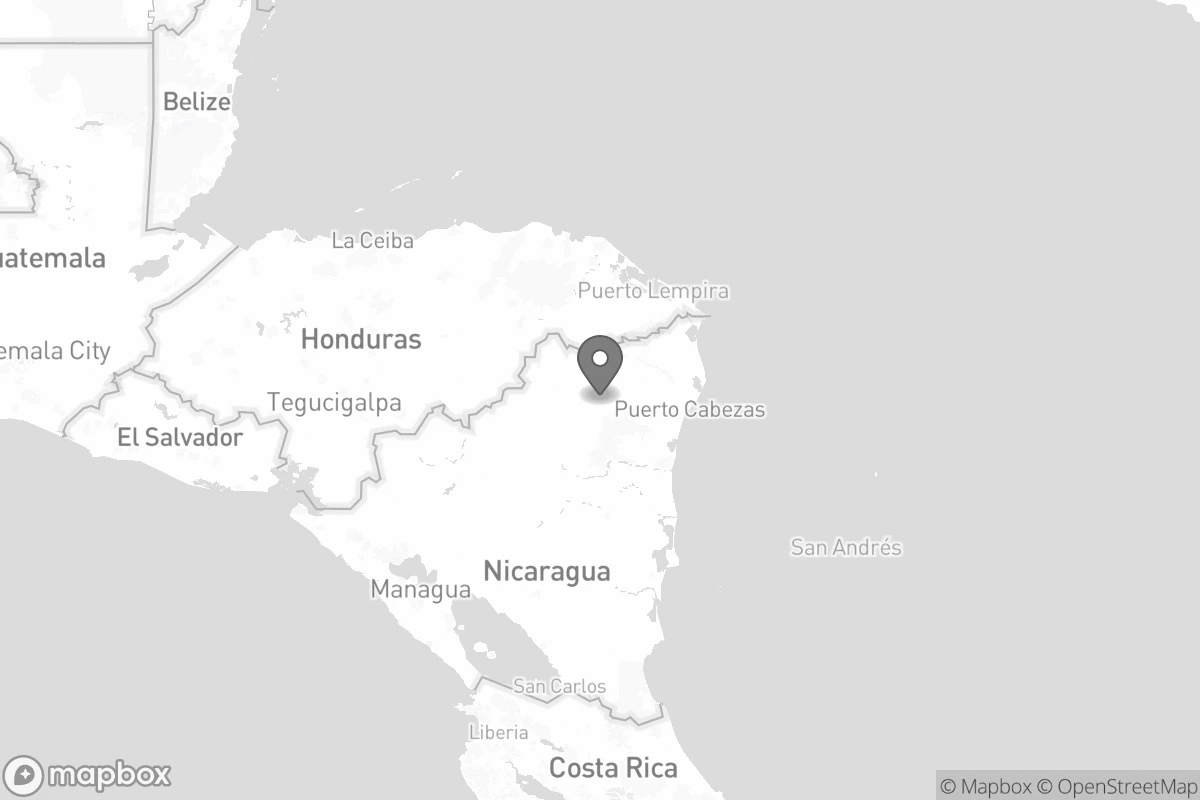 Belize
La Ceiba
uatemala
Puerto Lempira
Honduras
emala City
Tegucigalpa
Puerto Cabezas
El Salvador
San Andrés
Nicaragua
Managua
San Carlos
Liberia
Costa Rica
mapbox
© Mapbox © OpenStreetMap